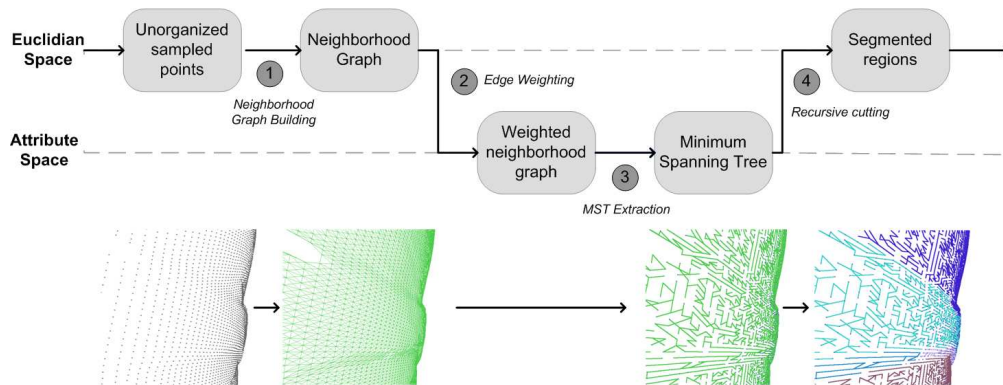 Euclidian
Space
Unorganized
sampled
points
1
Neighborhood
Graph Building
Neighborhood
Graph
2
Edge Weighting
4
Recursive cutting
Segmented
regions
Attribute
Space
Weighted
neighborhood
graph
3
MST Extraction
Minimum
Spanning Tree